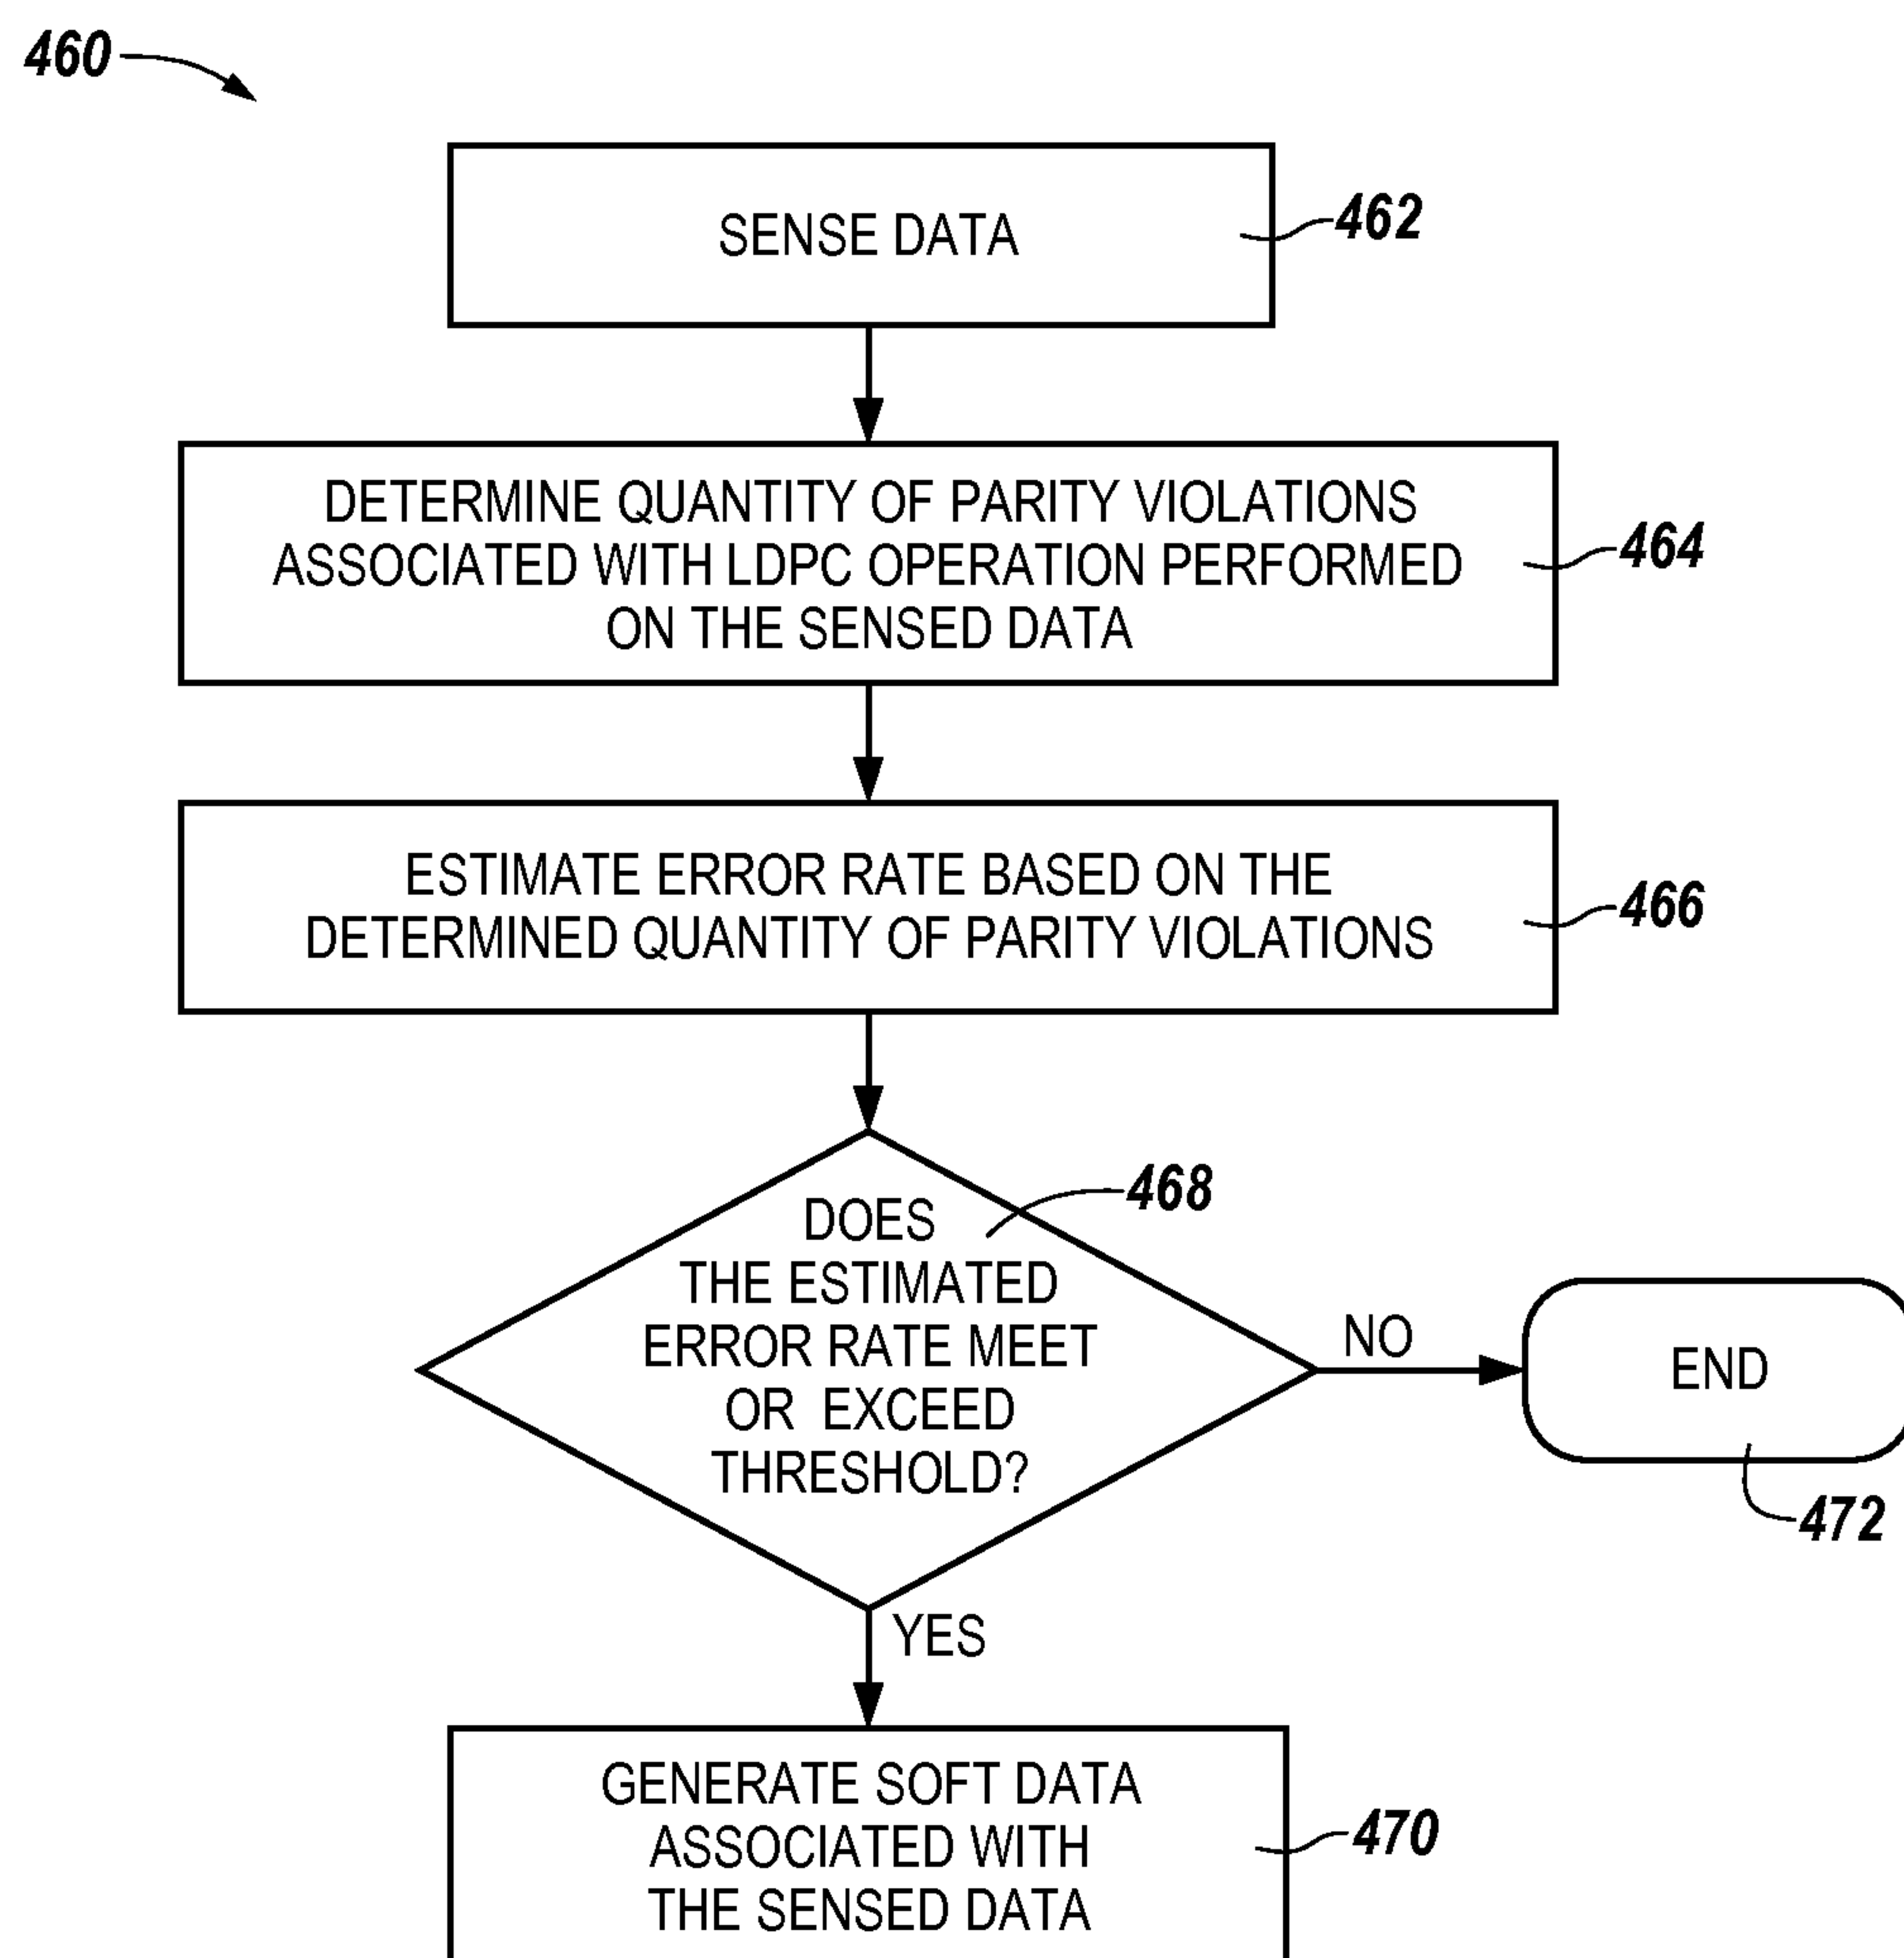 460
SENSE DATA
462
DETERMINE QUANTITY OF PARITY VIOLATIONS
ASSOCIATED WITH LDPC OPERATION PERFORMED
ON THE SENSED DATA
464
ESTIMATE ERROR RATE BASED ON THE
DETERMINED QUANTITY OF PARITY VIOLATIONS
466
DOES
THE ESTIMATED
ERROR RATE MEET
OR EXCEED
THRESHOLD?
468
NO
END
472
YES
GENERATE SOFT DATA
ASSOCIATED WITH
THE SENSED DATA
470